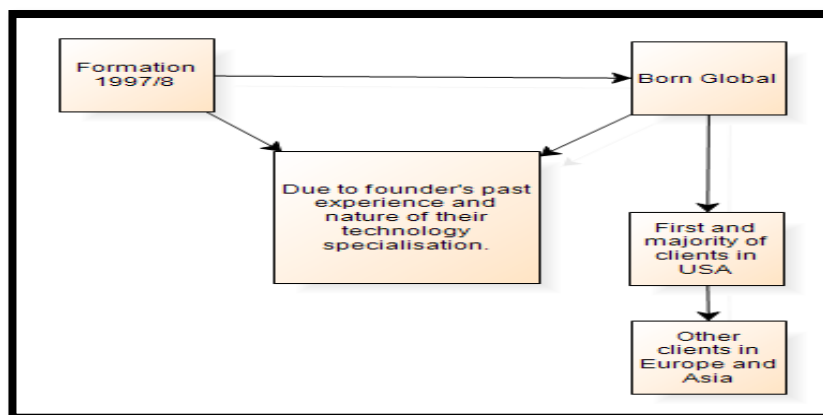 Formation
1997/8
Born Global
Due to founder's past
experience and
nature of their
technology
specialisation.
First and
majority of
clients in
USA
Other
clients in
Europe and
Asia